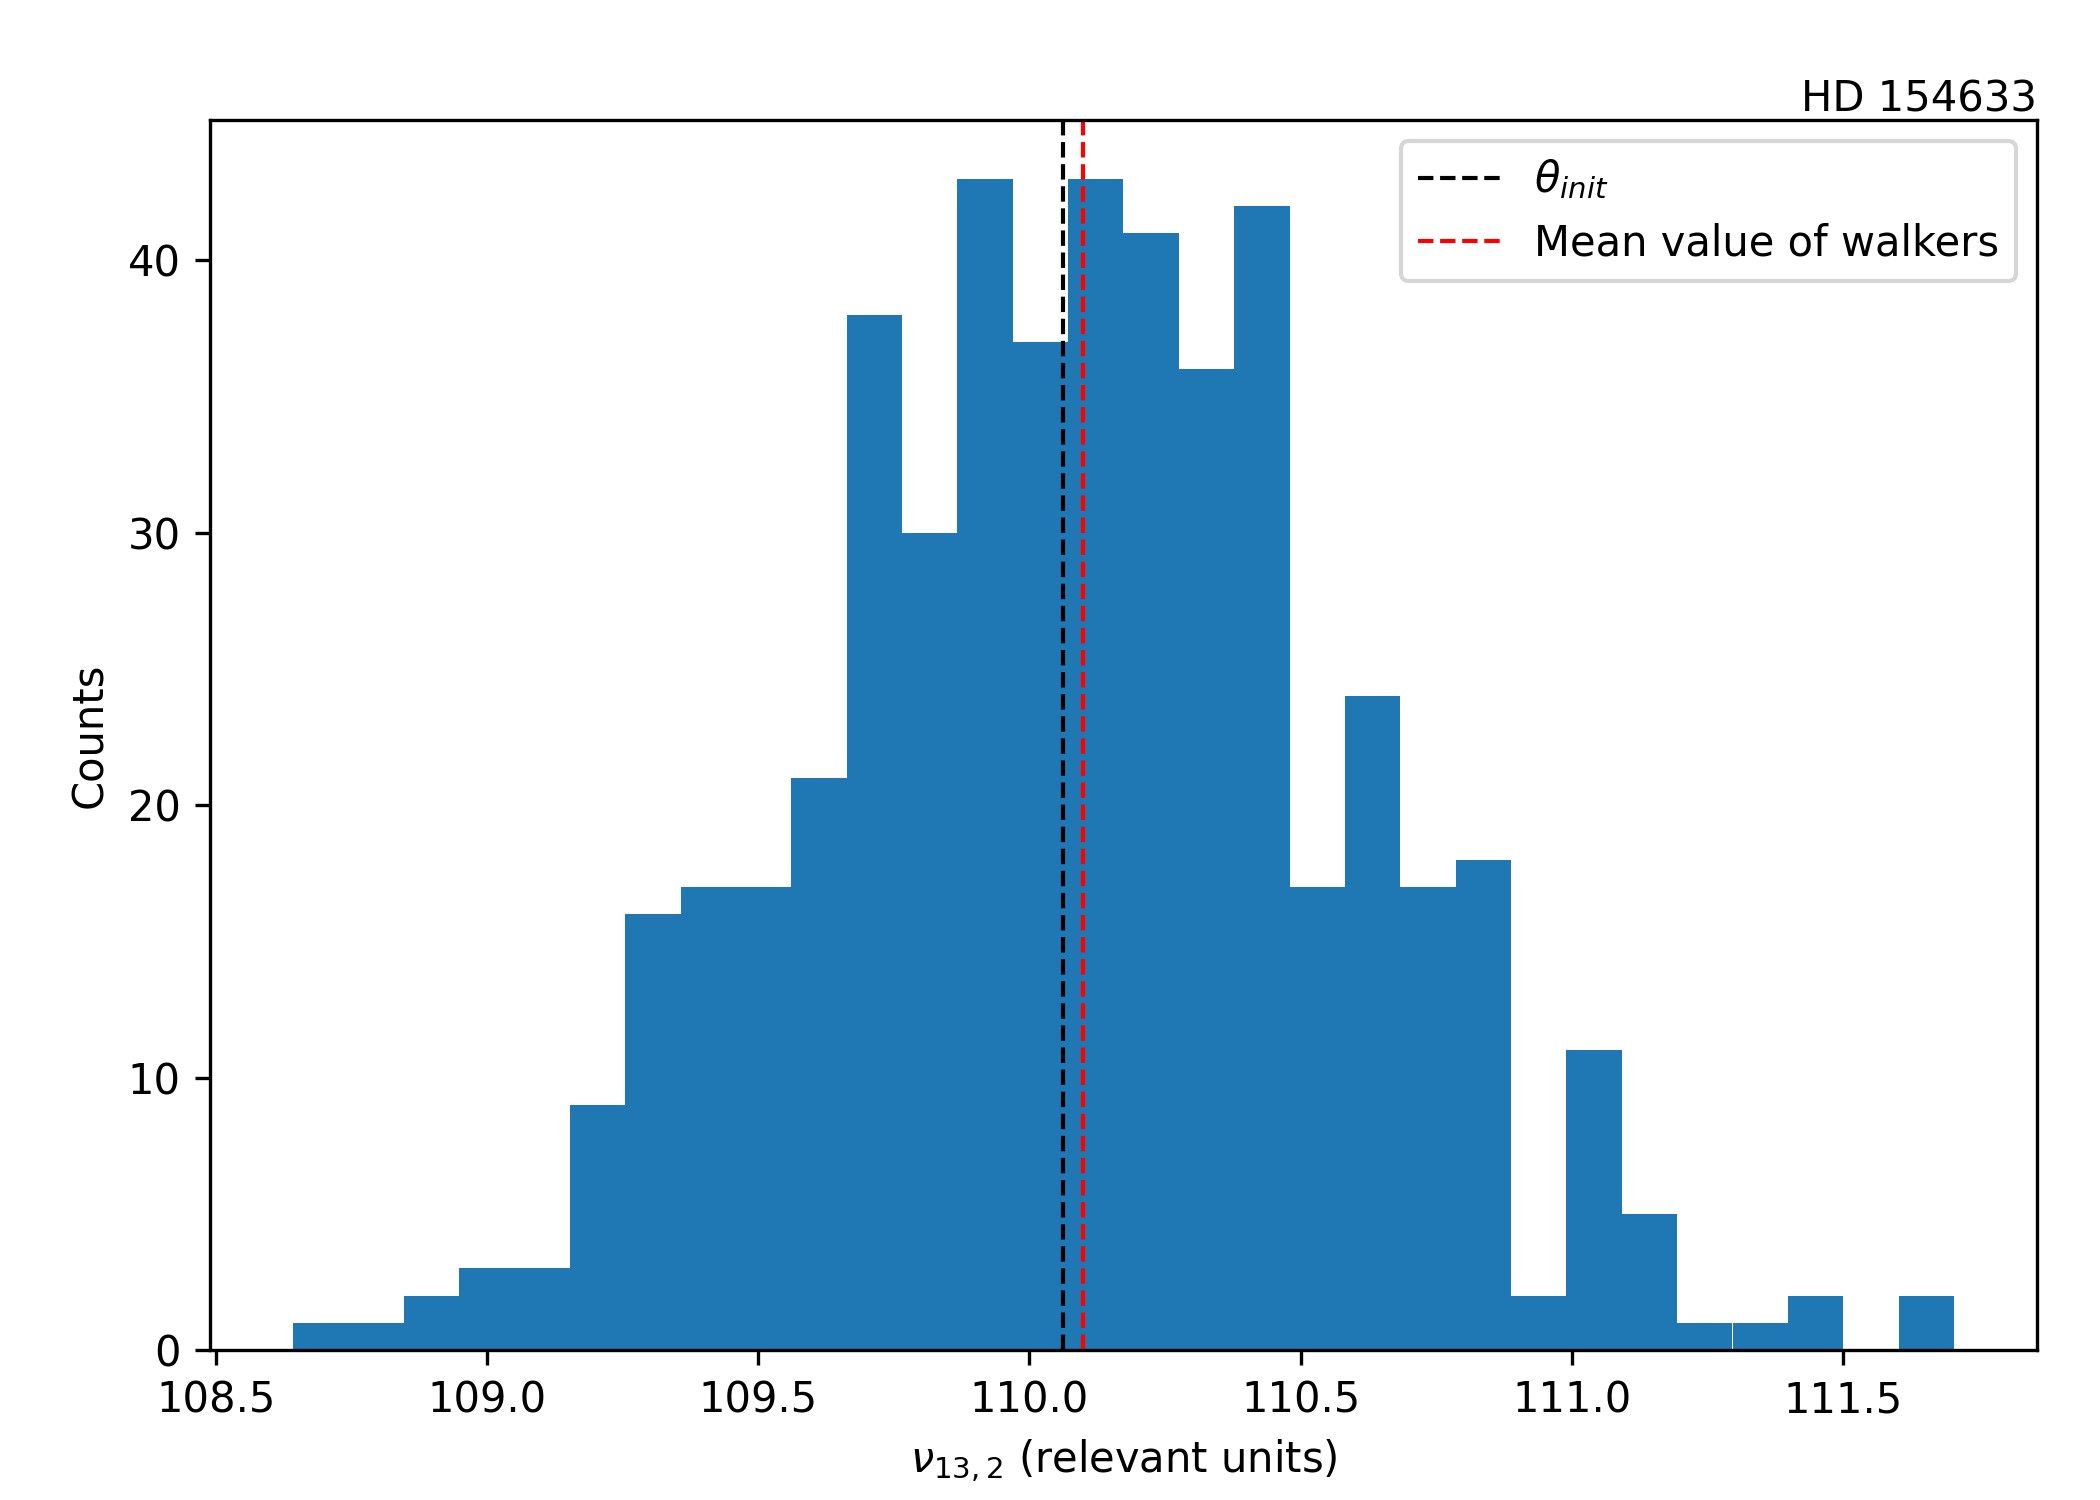 HD 154633
θinit
Mean value of walkers
Counts
40
30
20
10
0
108.5 109.0 109.5 110.0 110.5 111.0 111.5
ν13, 2 (relevant units)